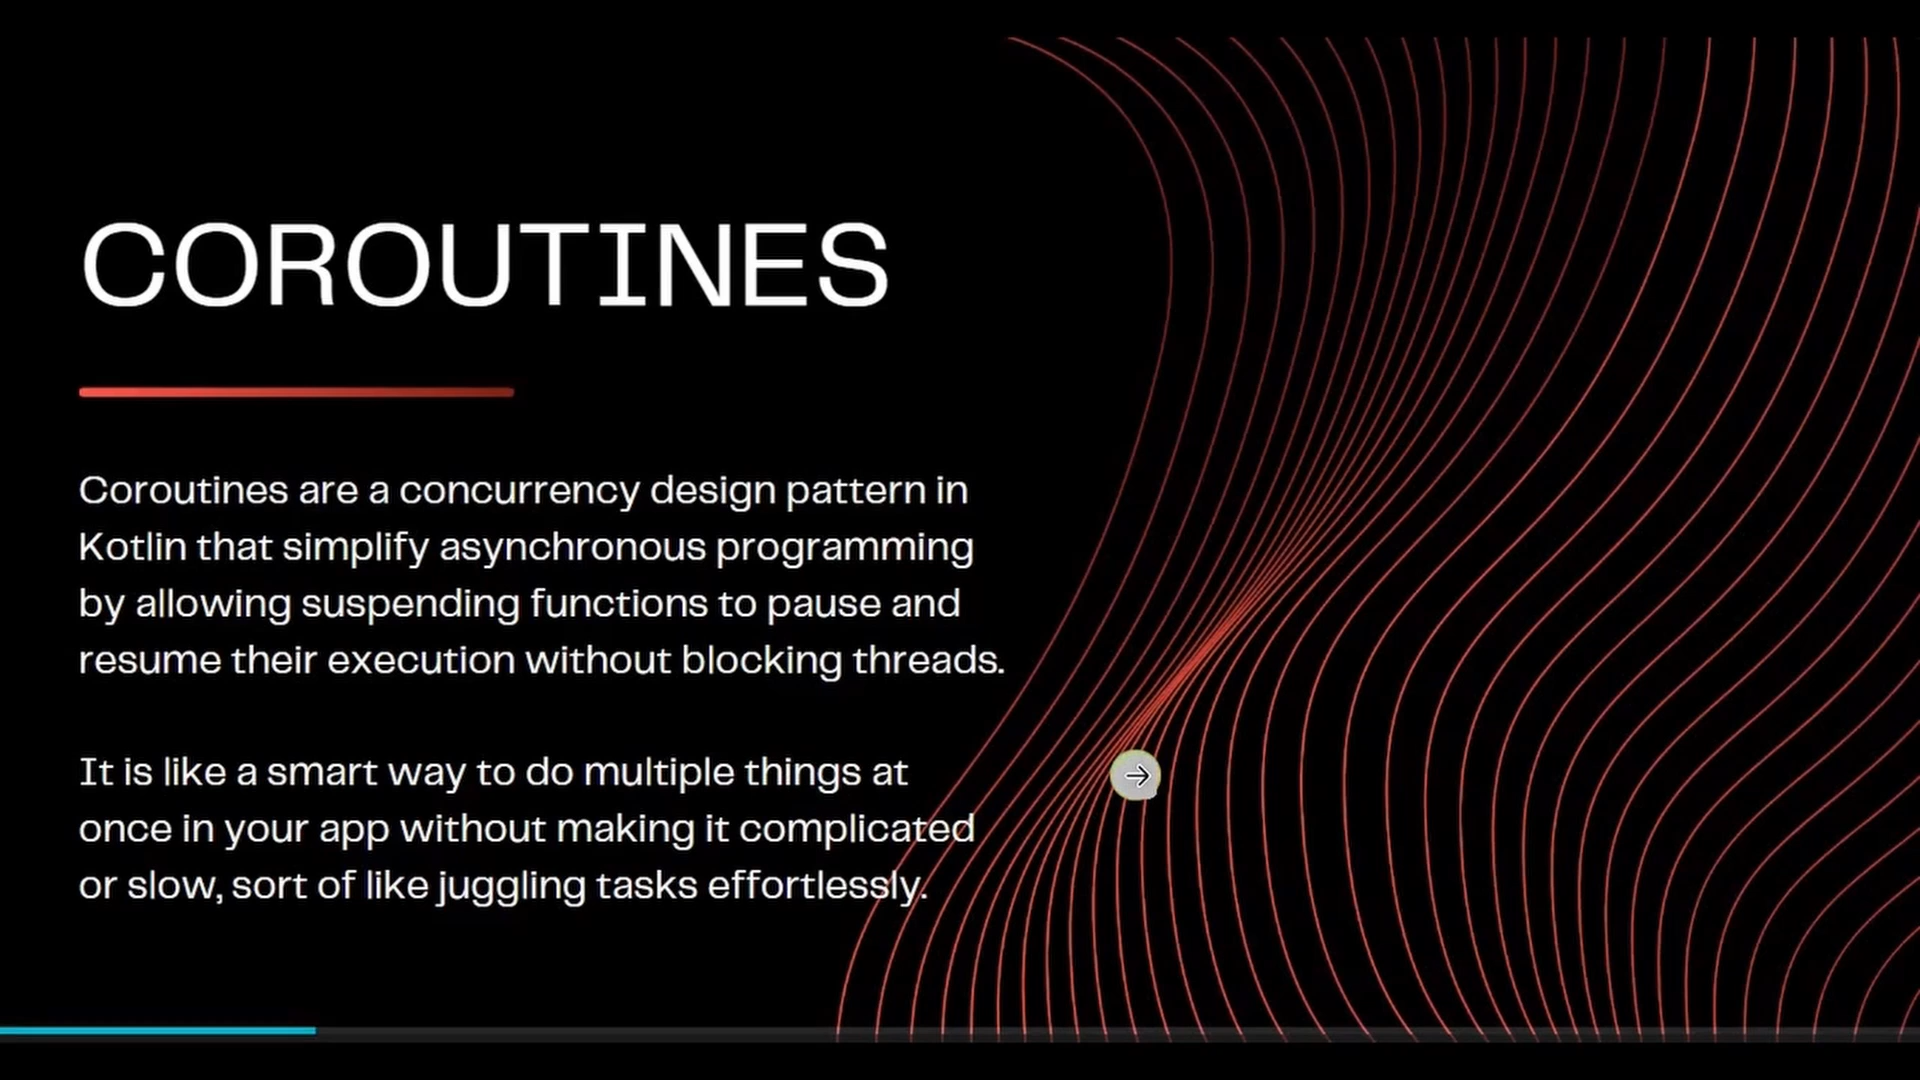 COROUTINES
Coroutines are a concurrency design pattern in
Kotlin that simplify asynchronous programming
by allowing suspending functions to pause and
resume their execution without blocking threads.
It is like a smart way to do multiple things at
once in your app without making it complicated
or slow, sort of like juggling tasks effortlessly.